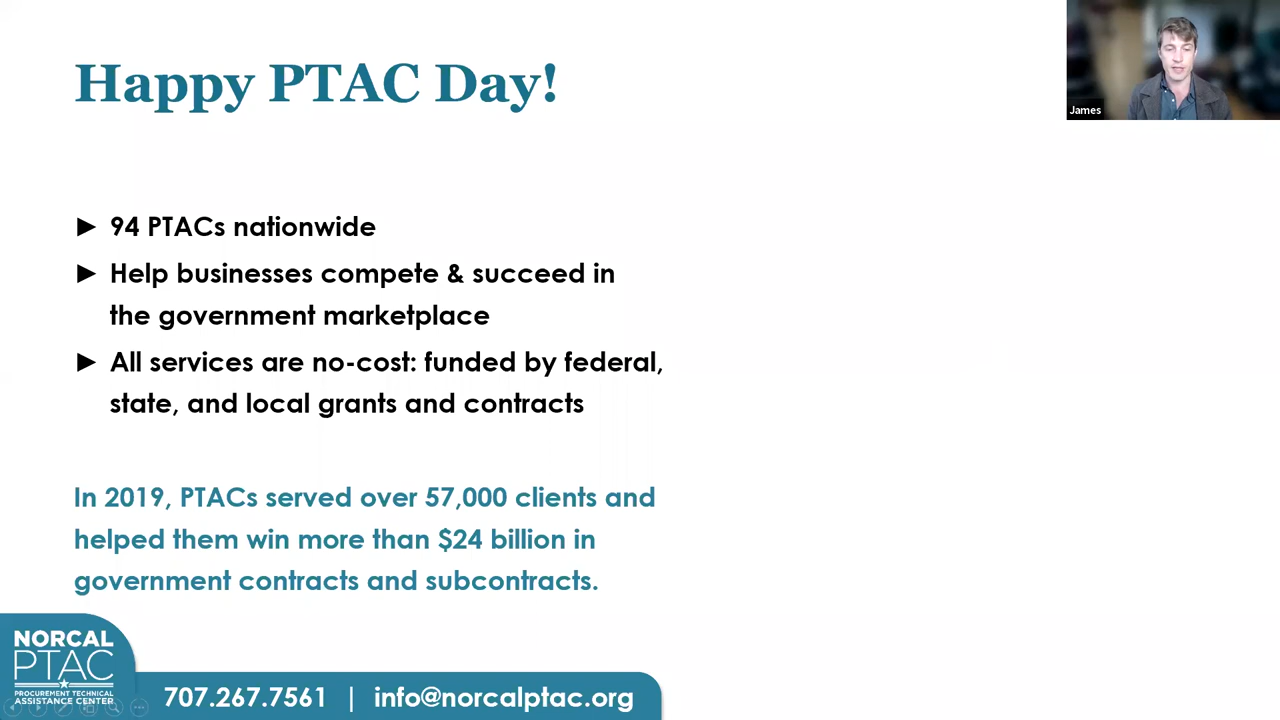 Happy PTAC Day!
James
► 94 PTACs nationwide
► Help businesses compete & succeed in
the government marketplace
► All services are no-cost: funded by federal,
state, and local grants and contracts
In 2019, PTACs served over 57,000 clients and
helped them win more than $24 billion in
government contracts and subcontracts.
NORCAL
PTAC
PROCUREMENT TECHNICAL
ASSISTANCE CENTER
707.267.7561 | info@norcalptac.org